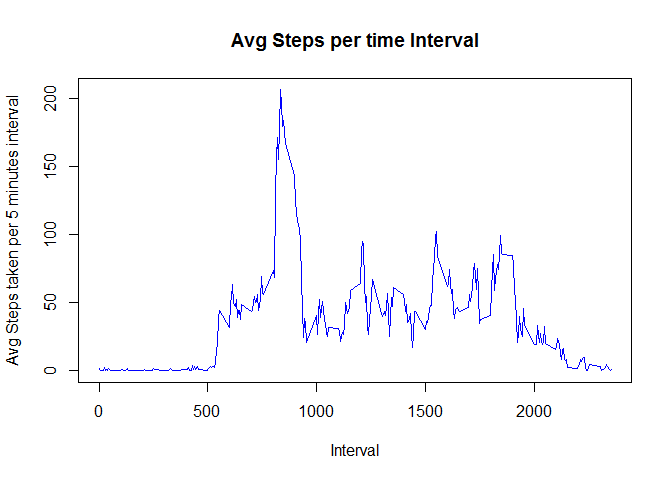 Avg Steps per time Interval
Avg Steps taken per 5 minutes interval
200
150
100
50
0
0 500 1000 1500 2000
Interval